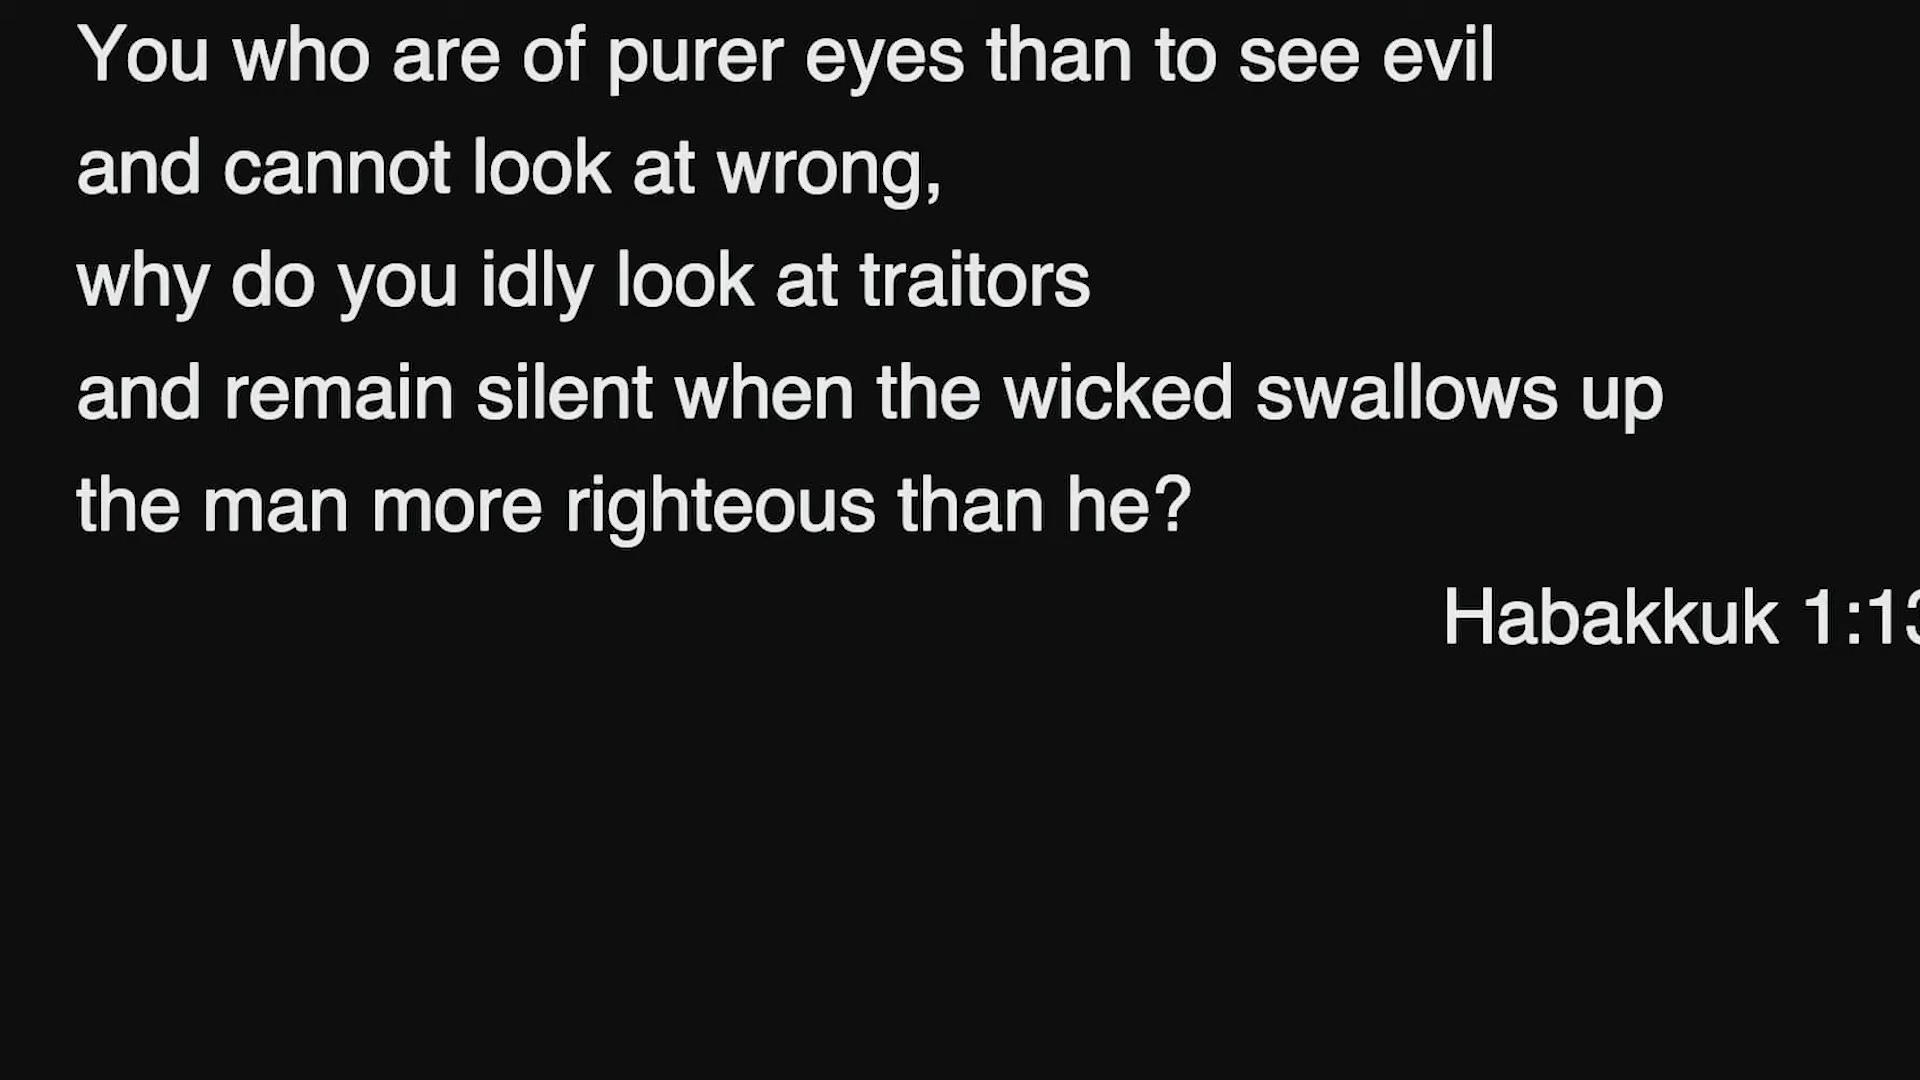 You who are of purer eyes than to see evil
and cannot look at wrong,
why do you idly look at traitors
and remain silent when the wicked swallows up
the man more righteous than he?
Habakkuk 1:13